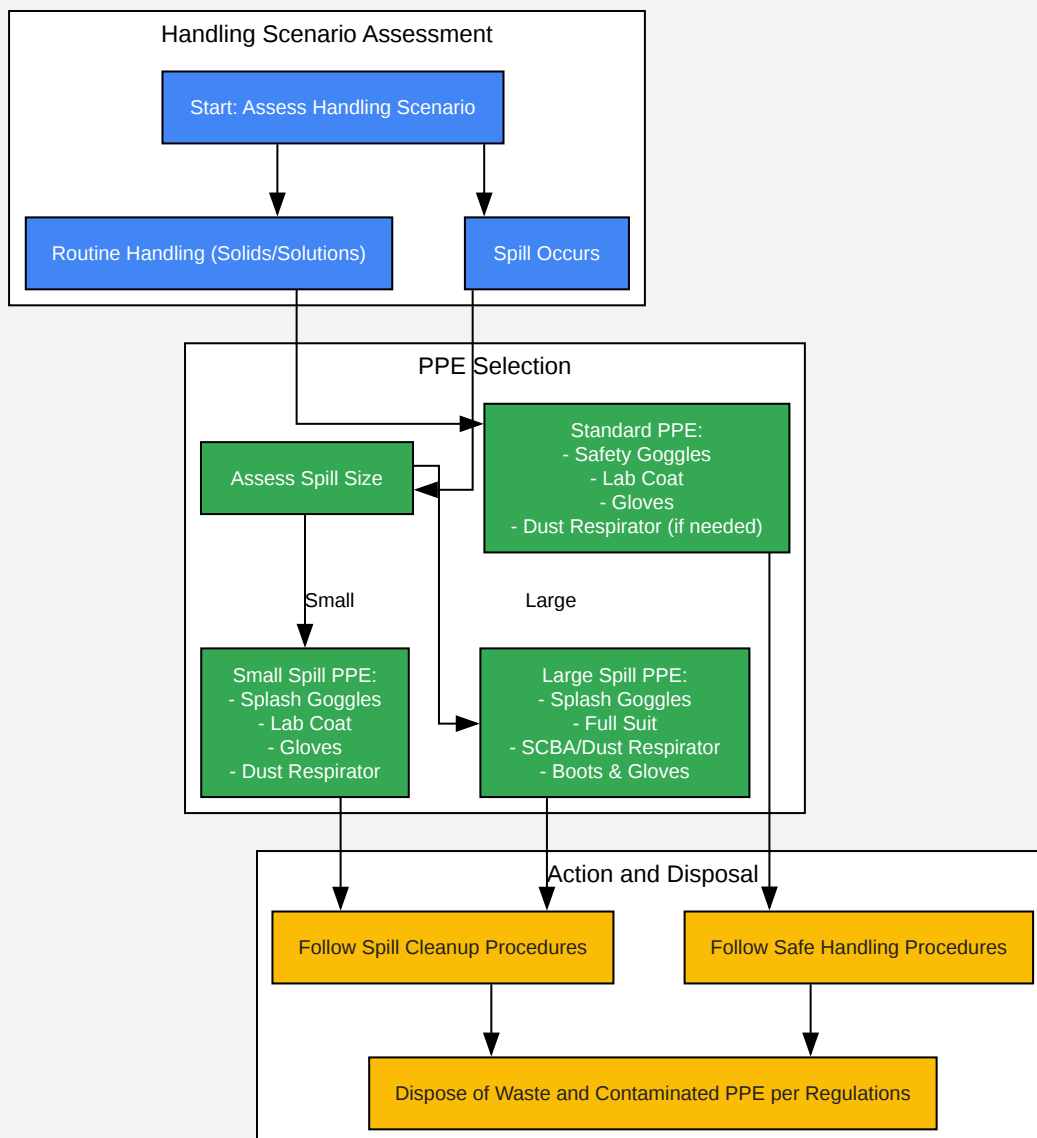 Handling Scenario Assessment
Start: Assess Handling Scenario
Routine Handling (Solids/Solutions)
Spill Occurs
PPE Selection
Standard PPE:
- Safety Goggles
- Lab Coat
- Gloves
- Dust Respirator (if needed)
Assess Spill Size
Small
Large
Small Spill PPE:
- Splash Goggles
- Lab Coat
- Gloves
- Dust Respirator
Large Spill PPE:
- Splash Goggles
- Full Suit
- SCBA/Dust Respirator
- Boots & Gloves
Action and Disposal
Follow Spill Cleanup Procedures
Follow Safe Handling Procedures
Dispose of Waste and Contaminated PPE per Regulations